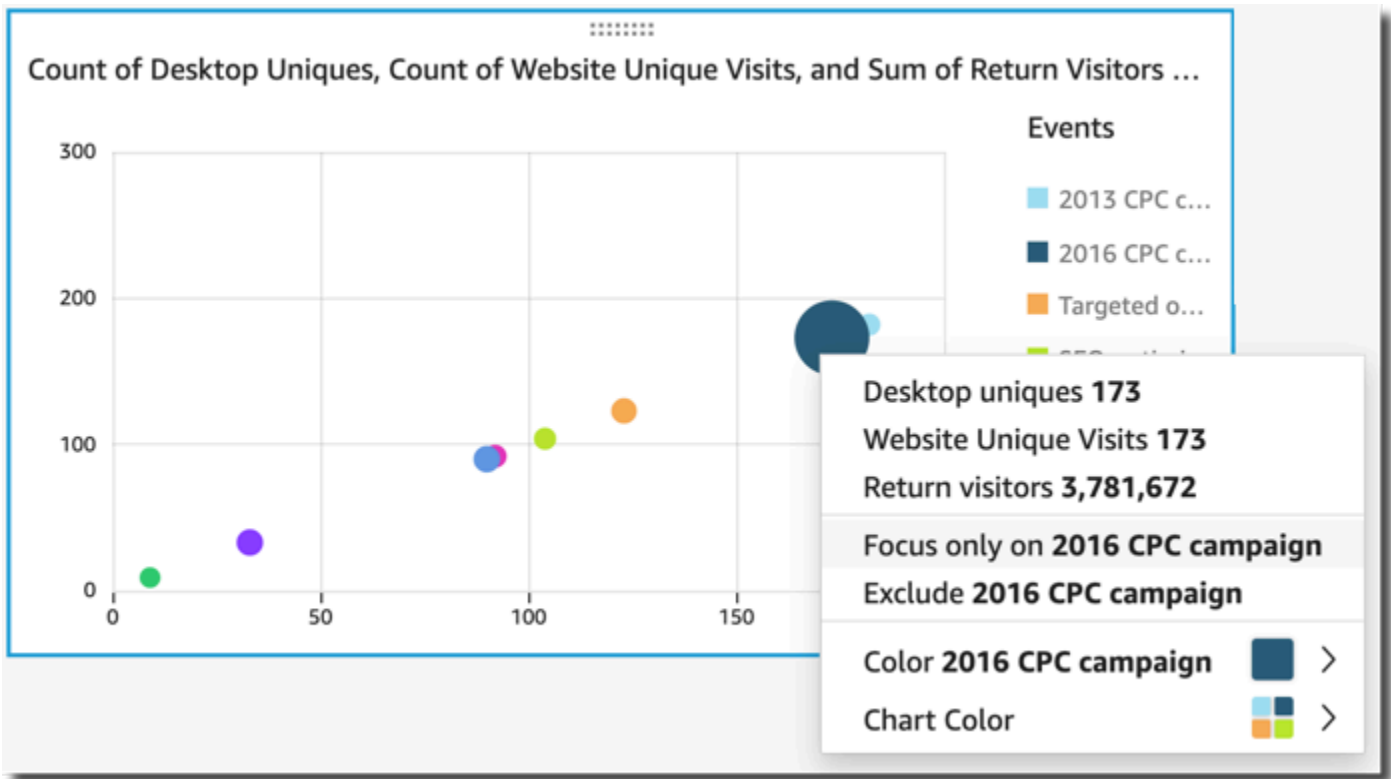 Count of Desktop Uniques, Count of Website Unique Visits, and Sum of Return Visitors ...
Events
2013 CPC c...
2016 CPC c...
Targeted o...
300
200
100
0
0
50
100
150
Desktop uniques 173
Website Unique Visits 173
Return visitors 3,781,672
Focus only on 2016 CPC campaign
Exclude 2016 CPC campaign
Color 2016 CPC campaign
Chart Color